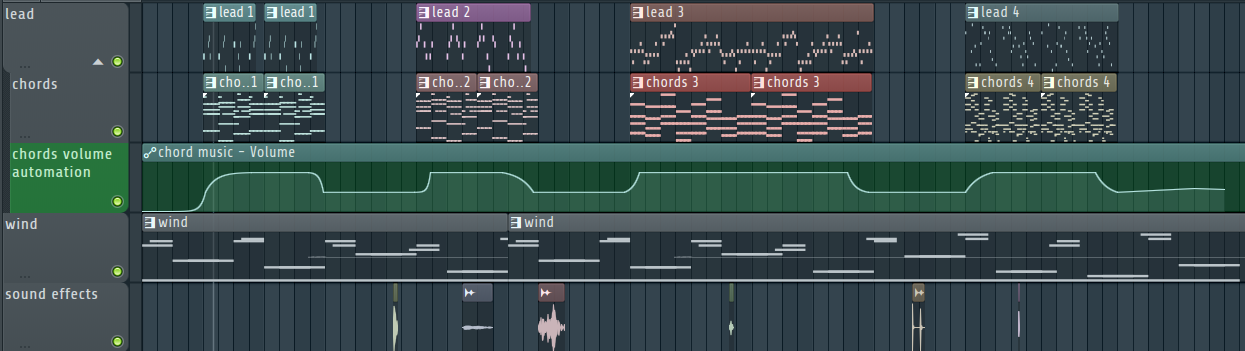 lead
lead 1
lead 1
lead 2
lead 3
lead 4
...
chords
cho..1
cho..1
cho..2
cho..2
chords 3
chords 3
chords 4
chords 4
...
chords volume
automation
chord music - Volume
wind
wind
wind
...
sound effects
...